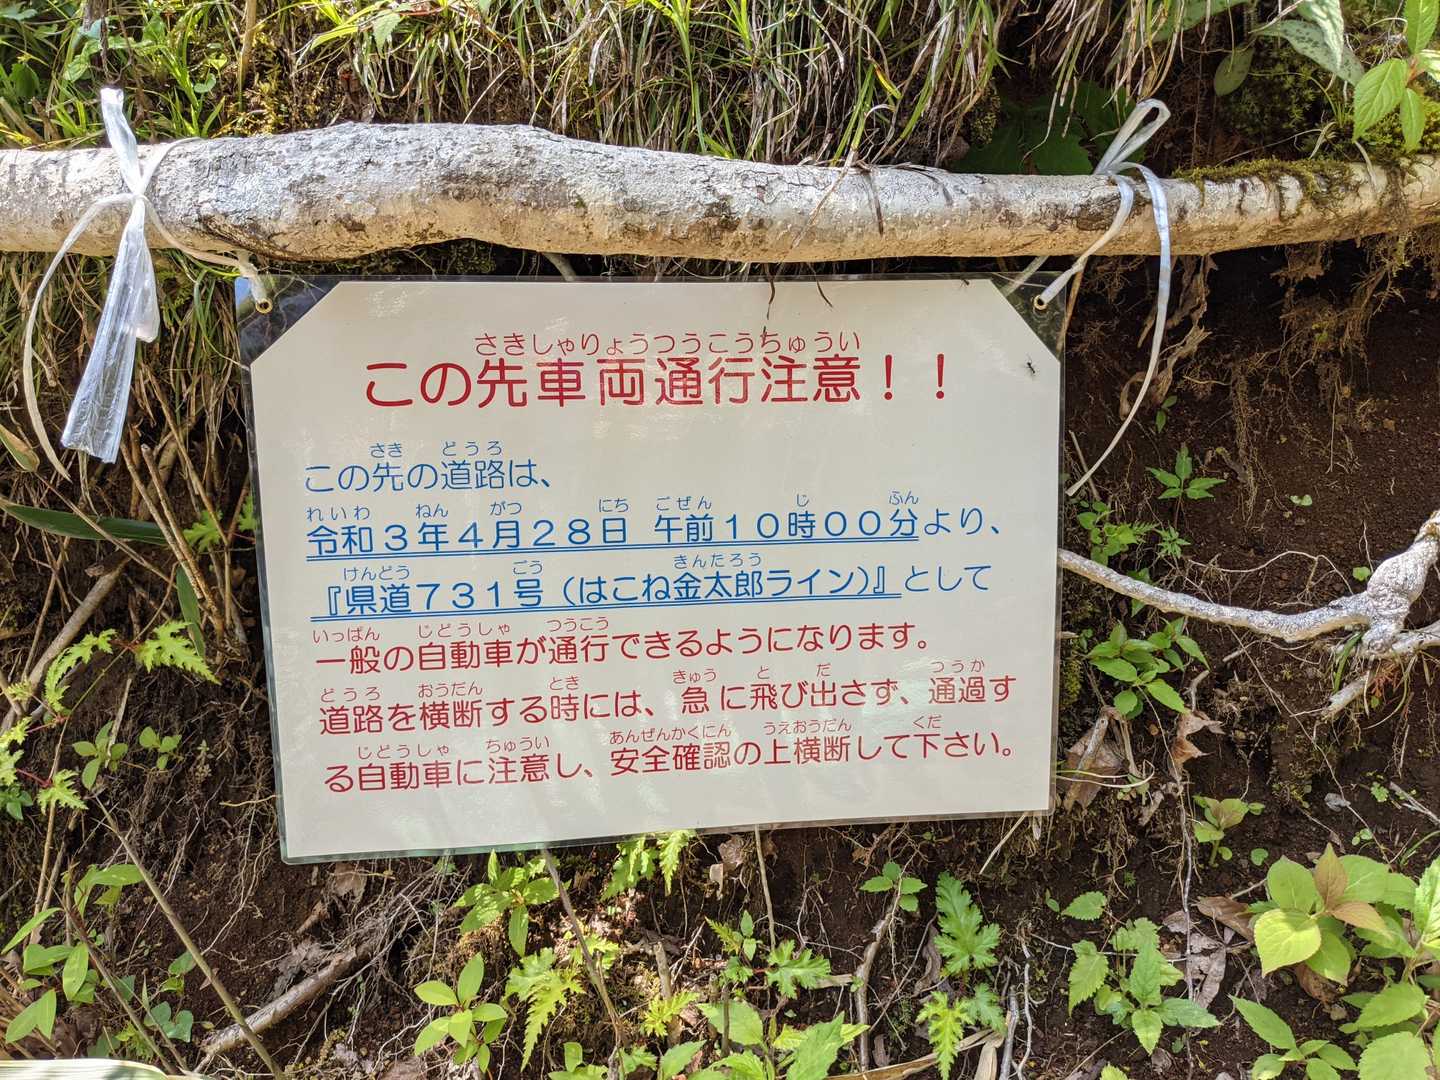 さきしゃりょうつうこうちゅうい
この先車両通行注意！！
さき どうろ
この先の道路は、
れいわ ねん がつ にち ごぜん じ ふん
令和３年４月２８日 午前１０時００分より、
けんどう ごう きんたろう
『県道７３１号（はこね金太郎ライン）』として
いっぱん じどうしゃ つうこう
一般の自動車が通行できるようになります。
どうろ おうだん とき きゅう と だ つうか
道路を横断する時には、急に飛び出さず、通過す
じどうしゃ ちゅうい あんぜんかくにん うえおうだん くだ
る自動車に注意し、安全確認の上横断して下さい。